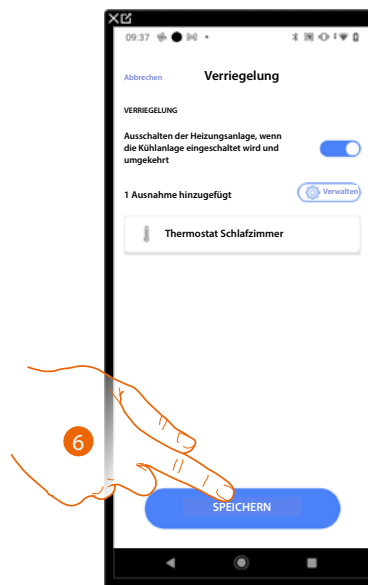 09:37
Abbrechen Verriegelung
VERRIEGELUNG
Ausschalten der Heizungsanlage, wenn
die Kühlanlage eingeschaltet wird und
umgekehrt
1 Ausnahme hinzugefügt Verwalten
Thermostat Schlafzimmer
6
SPEICHERN